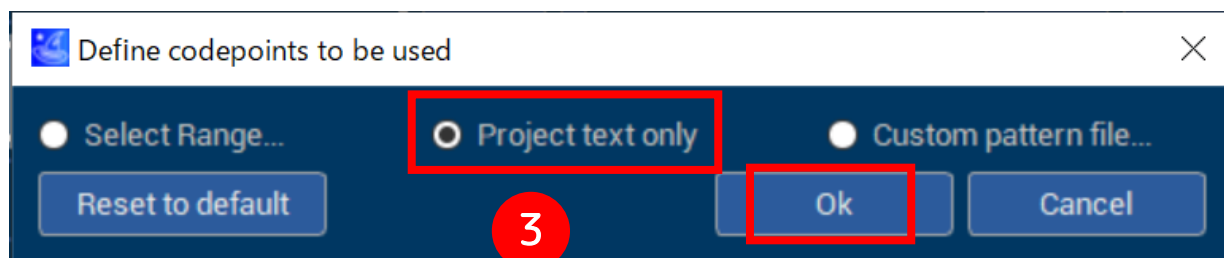 Define codepoints to be used
Select Range... Project text only Custom pattern file...
Reset to default Ok Cancel
3